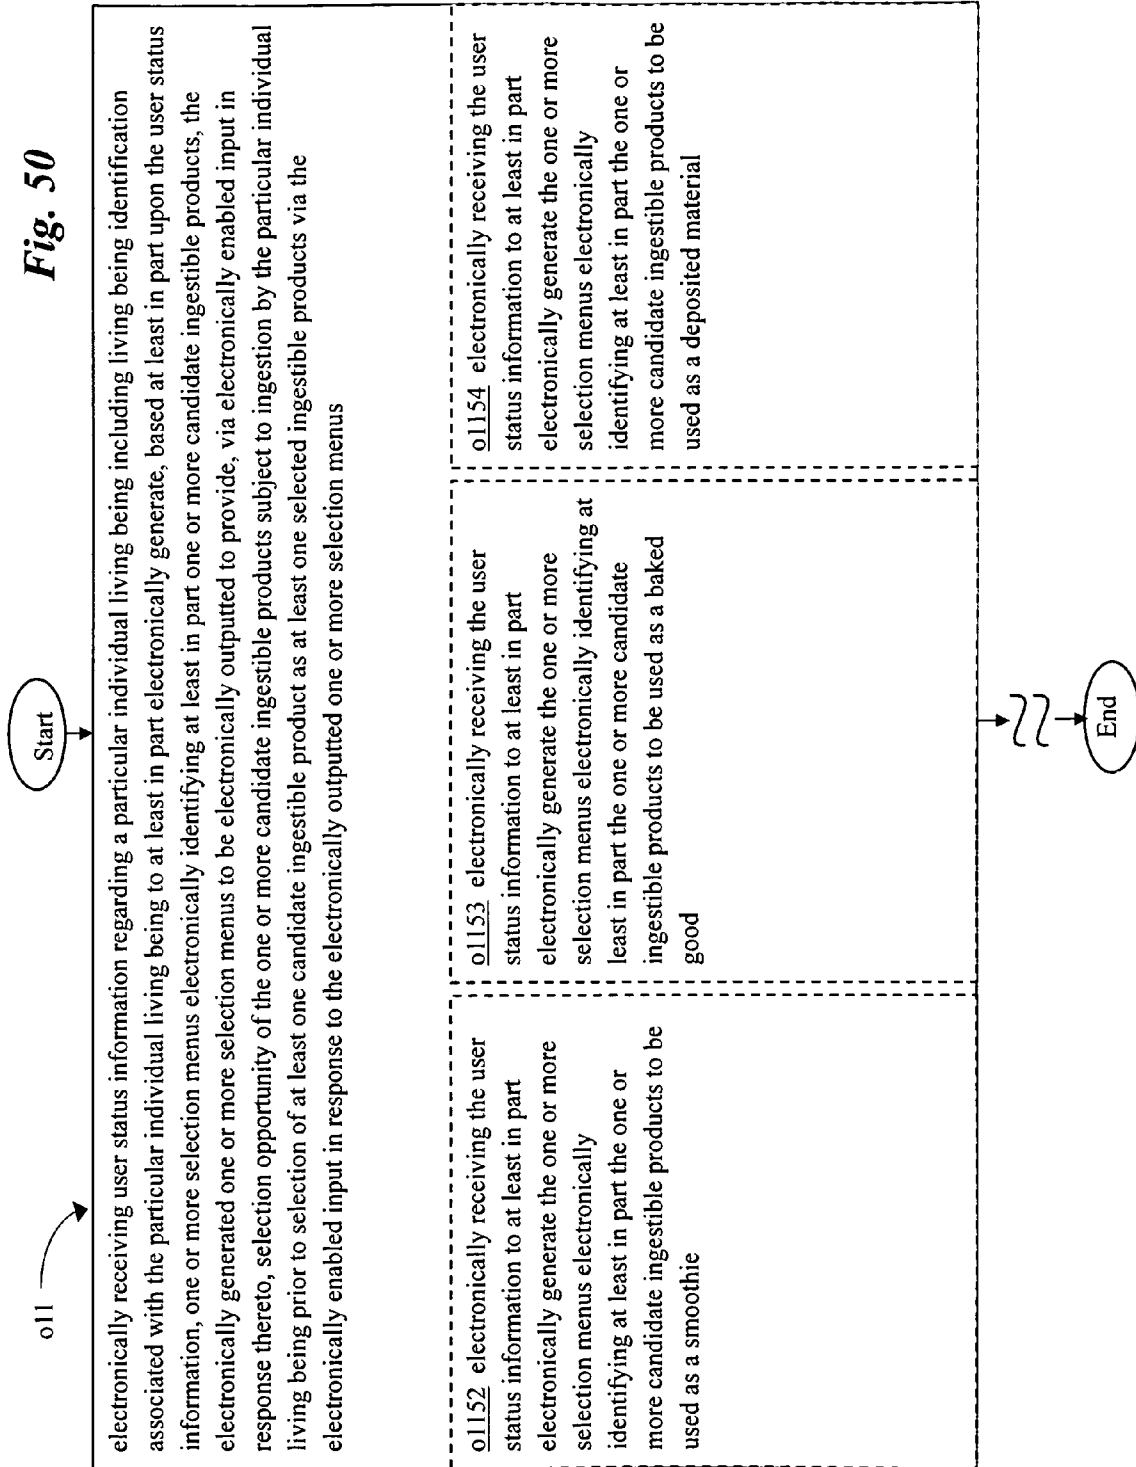 Fig. 50
Start
o11
electronically receiving user status information regarding a particular individual living being including living being identification
associated with the particular individual living being to at least in part electronically generate, based at least in part upon the user status
information, one or more selection menus electronically identifying at least in part one or more candidate ingestible products, the
electronically generated one or more selection menus to be electronically outputted to provide, via electronically enabled input in
response thereto, selection opportunity of the one or more candidate ingestible products subject to ingestion by the particular individual
living being prior to selection of at least one candidate ingestible product as at least one selected ingestible products via the
electronically enabled input in response to the electronically outputted one or more selection menus
o1152 electronically receiving the user
status information to at least in part
electronically generate the one or more
selection menus electronically
identifying at least in part the one or
more candidate ingestible products to be
used as a smoothie
o1153 electronically receiving the user
status information to at least in part
electronically generate the one or more
selection menus electronically identifying at
least in part the one or more candidate
ingestible products to be used as a baked
good
o1154 electronically receiving the user
status information to at least in part
electronically generate the one or more
selection menus electronically
identifying at least in part the one or
more candidate ingestible products to be
used as a deposited material
End